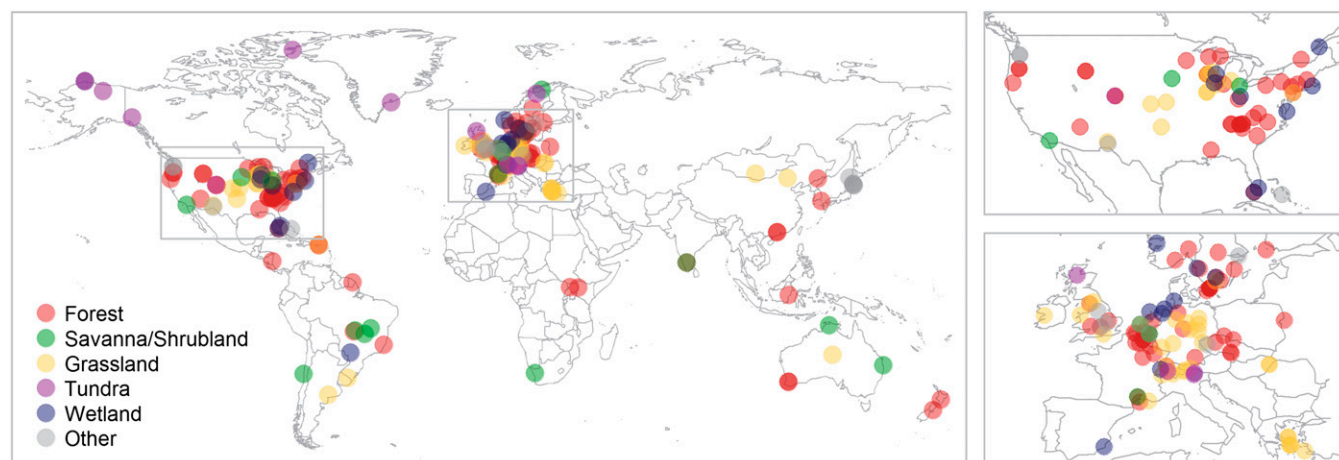 Forest
Savanna/Shrubland
Grassland
Tundra
Wetland
Other